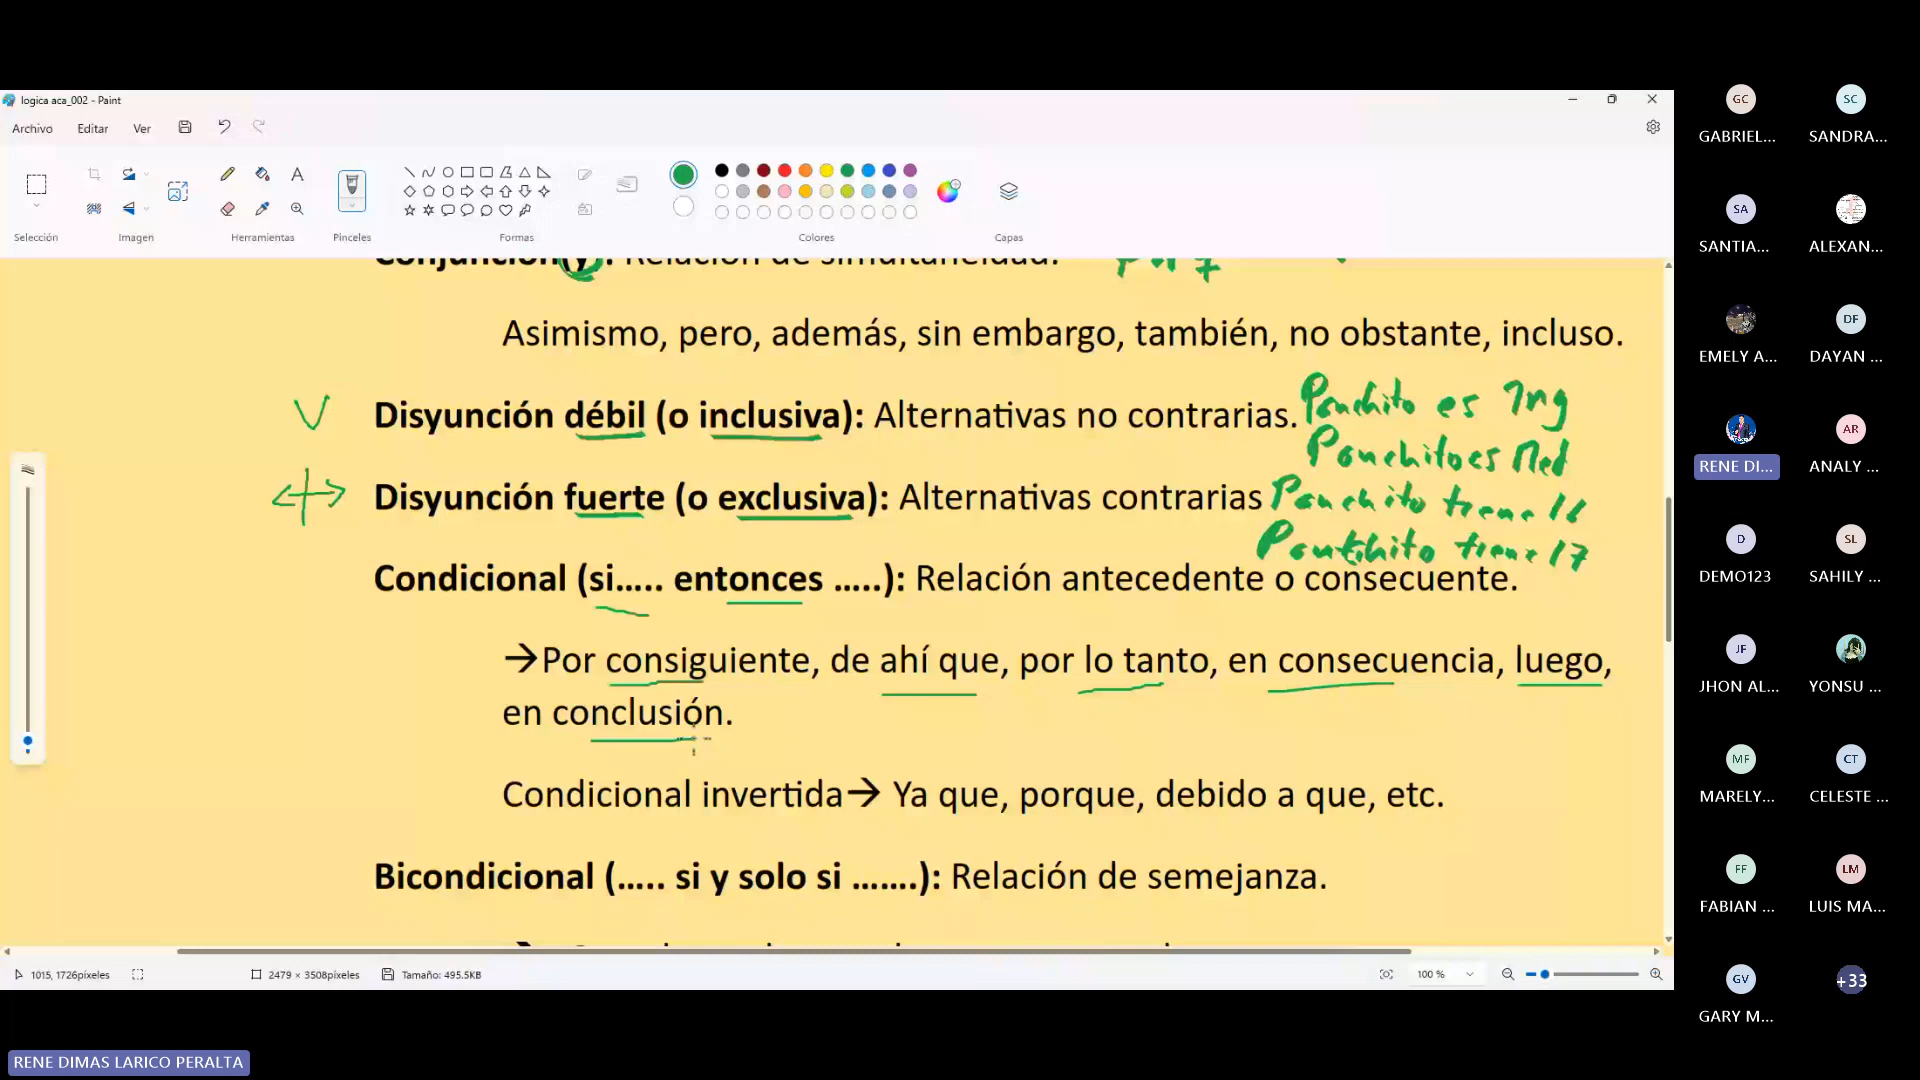 logica aca_002 - Paint
Archivo Editar Ver
Selección Imagen Herramientas Pinceles Formas Colores Capas
Conjunción y : Relación de simultaneidad. p ∧ q
Asimismo, pero, además, sin embargo, también, no obstante, incluso.
V Disyunción débil (o inclusiva): Alternativas no contrarias. Panchito es Ing
Panchito es Med
Disyunción fuerte (o exclusiva): Alternativas contrarias Panchito tiene 16
Panchito tiene 17
Condicional (si..... entonces .....): Relación antecedente o consecuente.
→Por consiguiente, de ahí que, por lo tanto, en consecuencia, luego,
en conclusión.
Condicional invertida→ Ya que, porque, debido a que, etc.
Bicondicional (..... si y solo si .......): Relación de semejanza.
1015, 1726píxeles 2479 × 3508píxeles Tamaño: 495.5KB 100 %
GC SC
GABRIEL... SANDRA...
SA
SANTIA... ALEXAN...
DF
EMELY A... DAYAN ...
AR
RENE DI... ANALY ...
D SL
DEMO123 SAHILY ...
JF
JHON AL... YONSU ...
MF CT
MARELY... CELESTE ...
FF LM
FABIAN ... LUIS MA...
GV +33
GARY M...
RENE DIMAS LARICO PERALTA